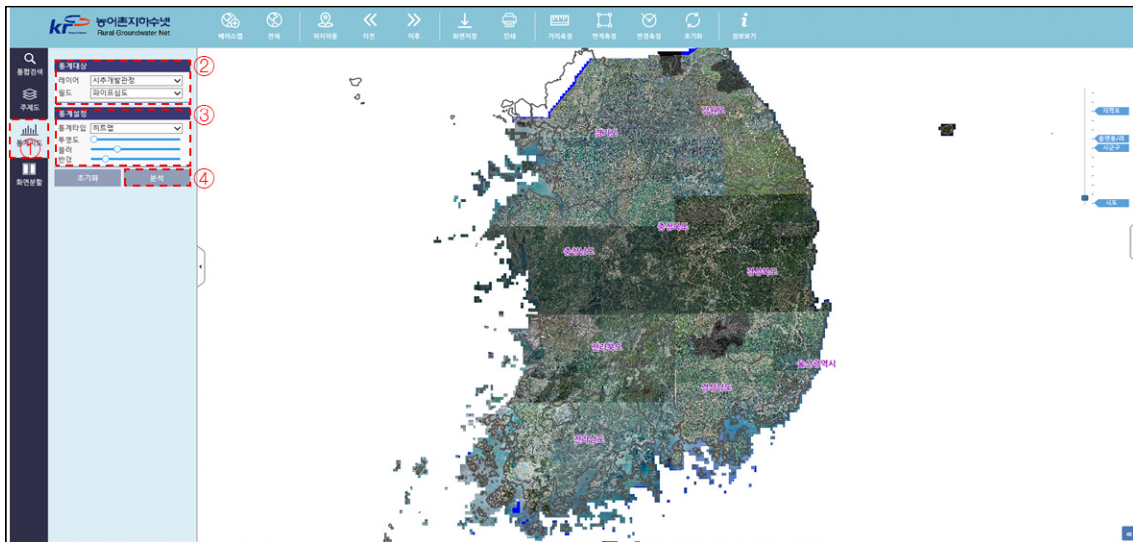 농어촌지하수넷
Rural Groundwater Net
베이스맵
전체
위치이동
이전
이후
화면저장
인쇄
거리측정
면적측정
반경측정
초기화
정보보기
통합검색
주제도
①
화면분할
통계대상
②
레이어 시추개발관정
필드 파이프심도
통계설정
③
통계타입 히트맵
투명도
블러
반경
초기화
분석
④
강원도
경기도
충청북도
충청남도
경상북도
전라북도
울산광역시
경상남도
전라남도
지적도
읍면동/리
시군구
시도